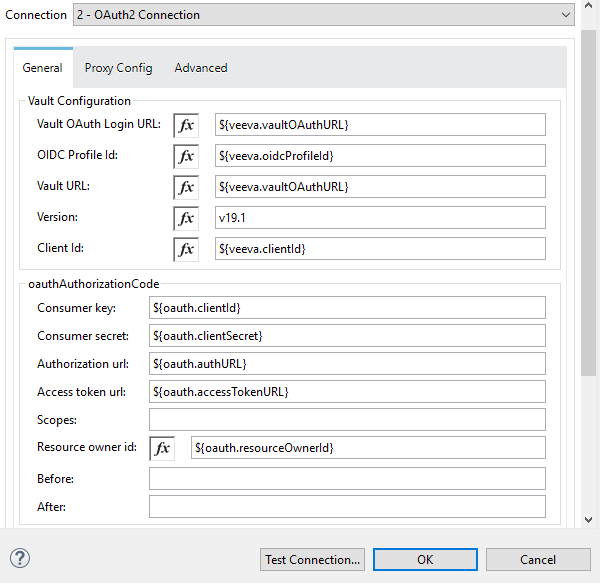 Connection 2 - OAuth2 Connection
General Proxy Config Advanced
Vault Configuration
Vault OAuth Login URL: fx ${veeva.vaultOAuthURL}
OIDC Profile Id: fx ${veeva.oidcProfileId}
Vault URL: fx ${veeva.vaultOAuthURL}
Version: fx v19.1
Client Id: fx ${veeva.clientId}
oauthAuthorizationCode
Consumer key: ${oauth.clientId}
Consumer secret: ${oauth.clientSecret}
Authorization url: ${oauth.authURL}
Access token url: ${oauth.accessTokenURL}
Scopes:
Resource owner id: fx ${oauth.resourceOwnerId}
Before:
After:
? Test Connection... OK Cancel